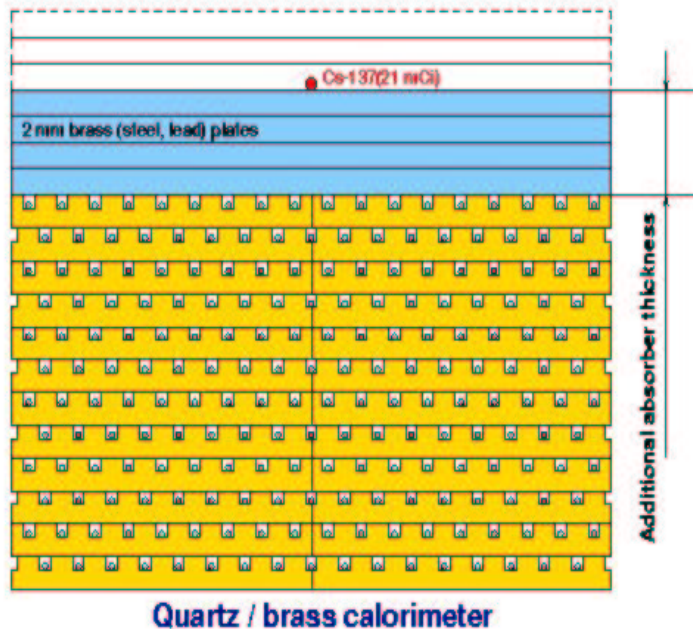 Cs-137(21 mCi)
2 mm brass (steel, lead) plates
Additional absorber thickness
Quartz / brass calorimeter